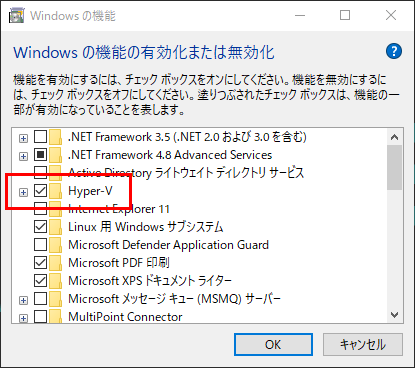 Windows の機能
Windows の機能の有効化または無効化
機能を有効にするには、チェック ボックスをオンにしてください。機能を無効にするに
は、チェック ボックスをオフにしてください。塗りつぶされたチェック ボックスは、機能の一
部が有効になっていることを表します。
.NET Framework 3.5 (.NET 2.0 および 3.0 を含む)
.NET Framework 4.8 Advanced Services
Active Directory ライトウェイト ディレクトリ サービス
Hyper-V
Internet Explorer 11
Linux 用 Windows サブシステム
Microsoft Defender Application Guard
Microsoft PDF 印刷
Microsoft XPS ドキュメント ライター
Microsoft メッセージ キュー (MSMQ) サーバー
MultiPoint Connector
OK
キャンセル